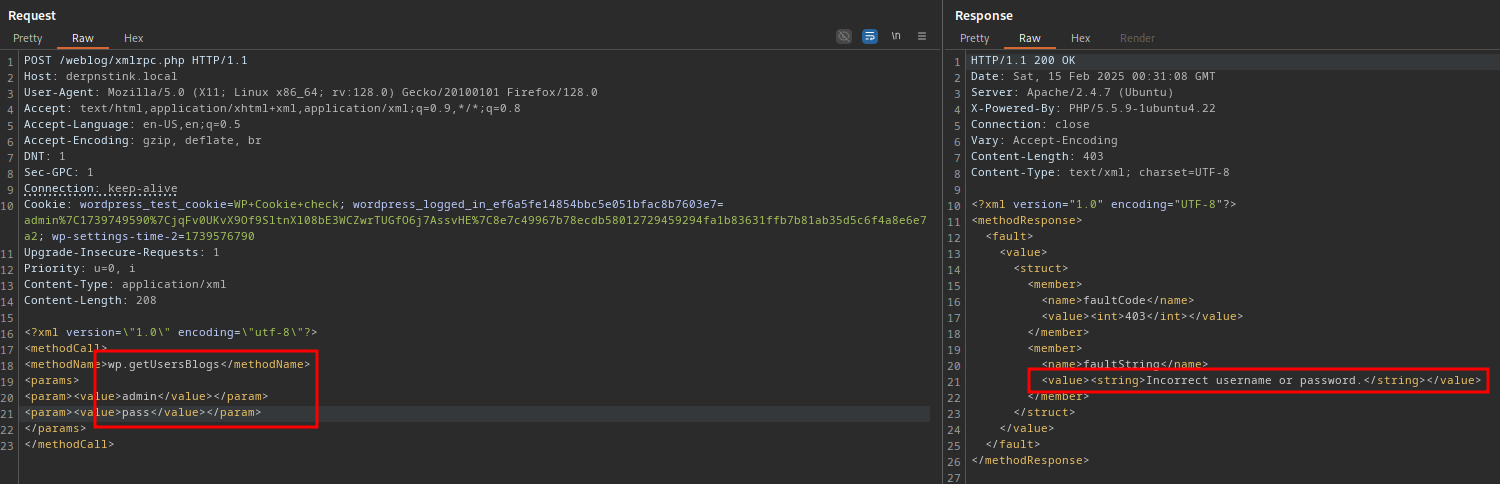 Request
Pretty Raw Hex
\n
1 POST /weblog/xmlrpc.php HTTP/1.1
2 Host: derpnstink.local
3 User-Agent: Mozilla/5.0 (X11; Linux x86_64; rv:128.0) Gecko/20100101 Firefox/128.0
4 Accept: text/html,application/xhtml+xml,application/xml;q=0.9,*/*;q=0.8
5 Accept-Language: en-US,en;q=0.5
6 Accept-Encoding: gzip, deflate, br
7 DNT: 1
8 Sec-GPC: 1
9 Connection: keep-alive
10 Cookie: wordpress_test_cookie=WP+Cookie+check; wordpress_logged_in_ef6a5fe14854bbc5e051bfac8b7603e7=
admin%7C1739749590%7CjqFv0UKvX9Of9SltnXl08bE3WCZwrTUGfO6j7AssvHE%7C8e7c49967b78ecdb58012729459294fa1b83631ffb7b81ab35d5c6f4a8e6e7
a2; wp-settings-time-2=1739576790
11 Upgrade-Insecure-Requests: 1
12 Priority: u=0, i
13 Content-Type: application/xml
14 Content-Length: 208
15
16 <?xml version=\"1.0\" encoding=\"utf-8\"?>
17 <methodCall>
18 <methodName>wp.getUsersBlogs</methodName>
19 <params>
20 <param><value>admin</value></param>
21 <param><value>pass</value></param>
22 </params>
23 </methodCall>
Response
Pretty Raw Hex Render
1 HTTP/1.1 200 OK
2 Date: Sat, 15 Feb 2025 00:31:08 GMT
3 Server: Apache/2.4.7 (Ubuntu)
4 X-Powered-By: PHP/5.5.9-1ubuntu4.22
5 Connection: close
6 Vary: Accept-Encoding
7 Content-Length: 403
8 Content-Type: text/xml; charset=UTF-8
9
10 <?xml version="1.0" encoding="UTF-8"?>
11 <methodResponse>
12 <fault>
13 <value>
14 <struct>
15 <member>
16 <name>faultCode</name>
17 <value><int>403</int></value>
18 </member>
19 <member>
20 <name>faultString</name>
21 <value><string>Incorrect username or password.</string></value>
22 </member>
23 </struct>
24 </value>
25 </fault>
26 </methodResponse>
27